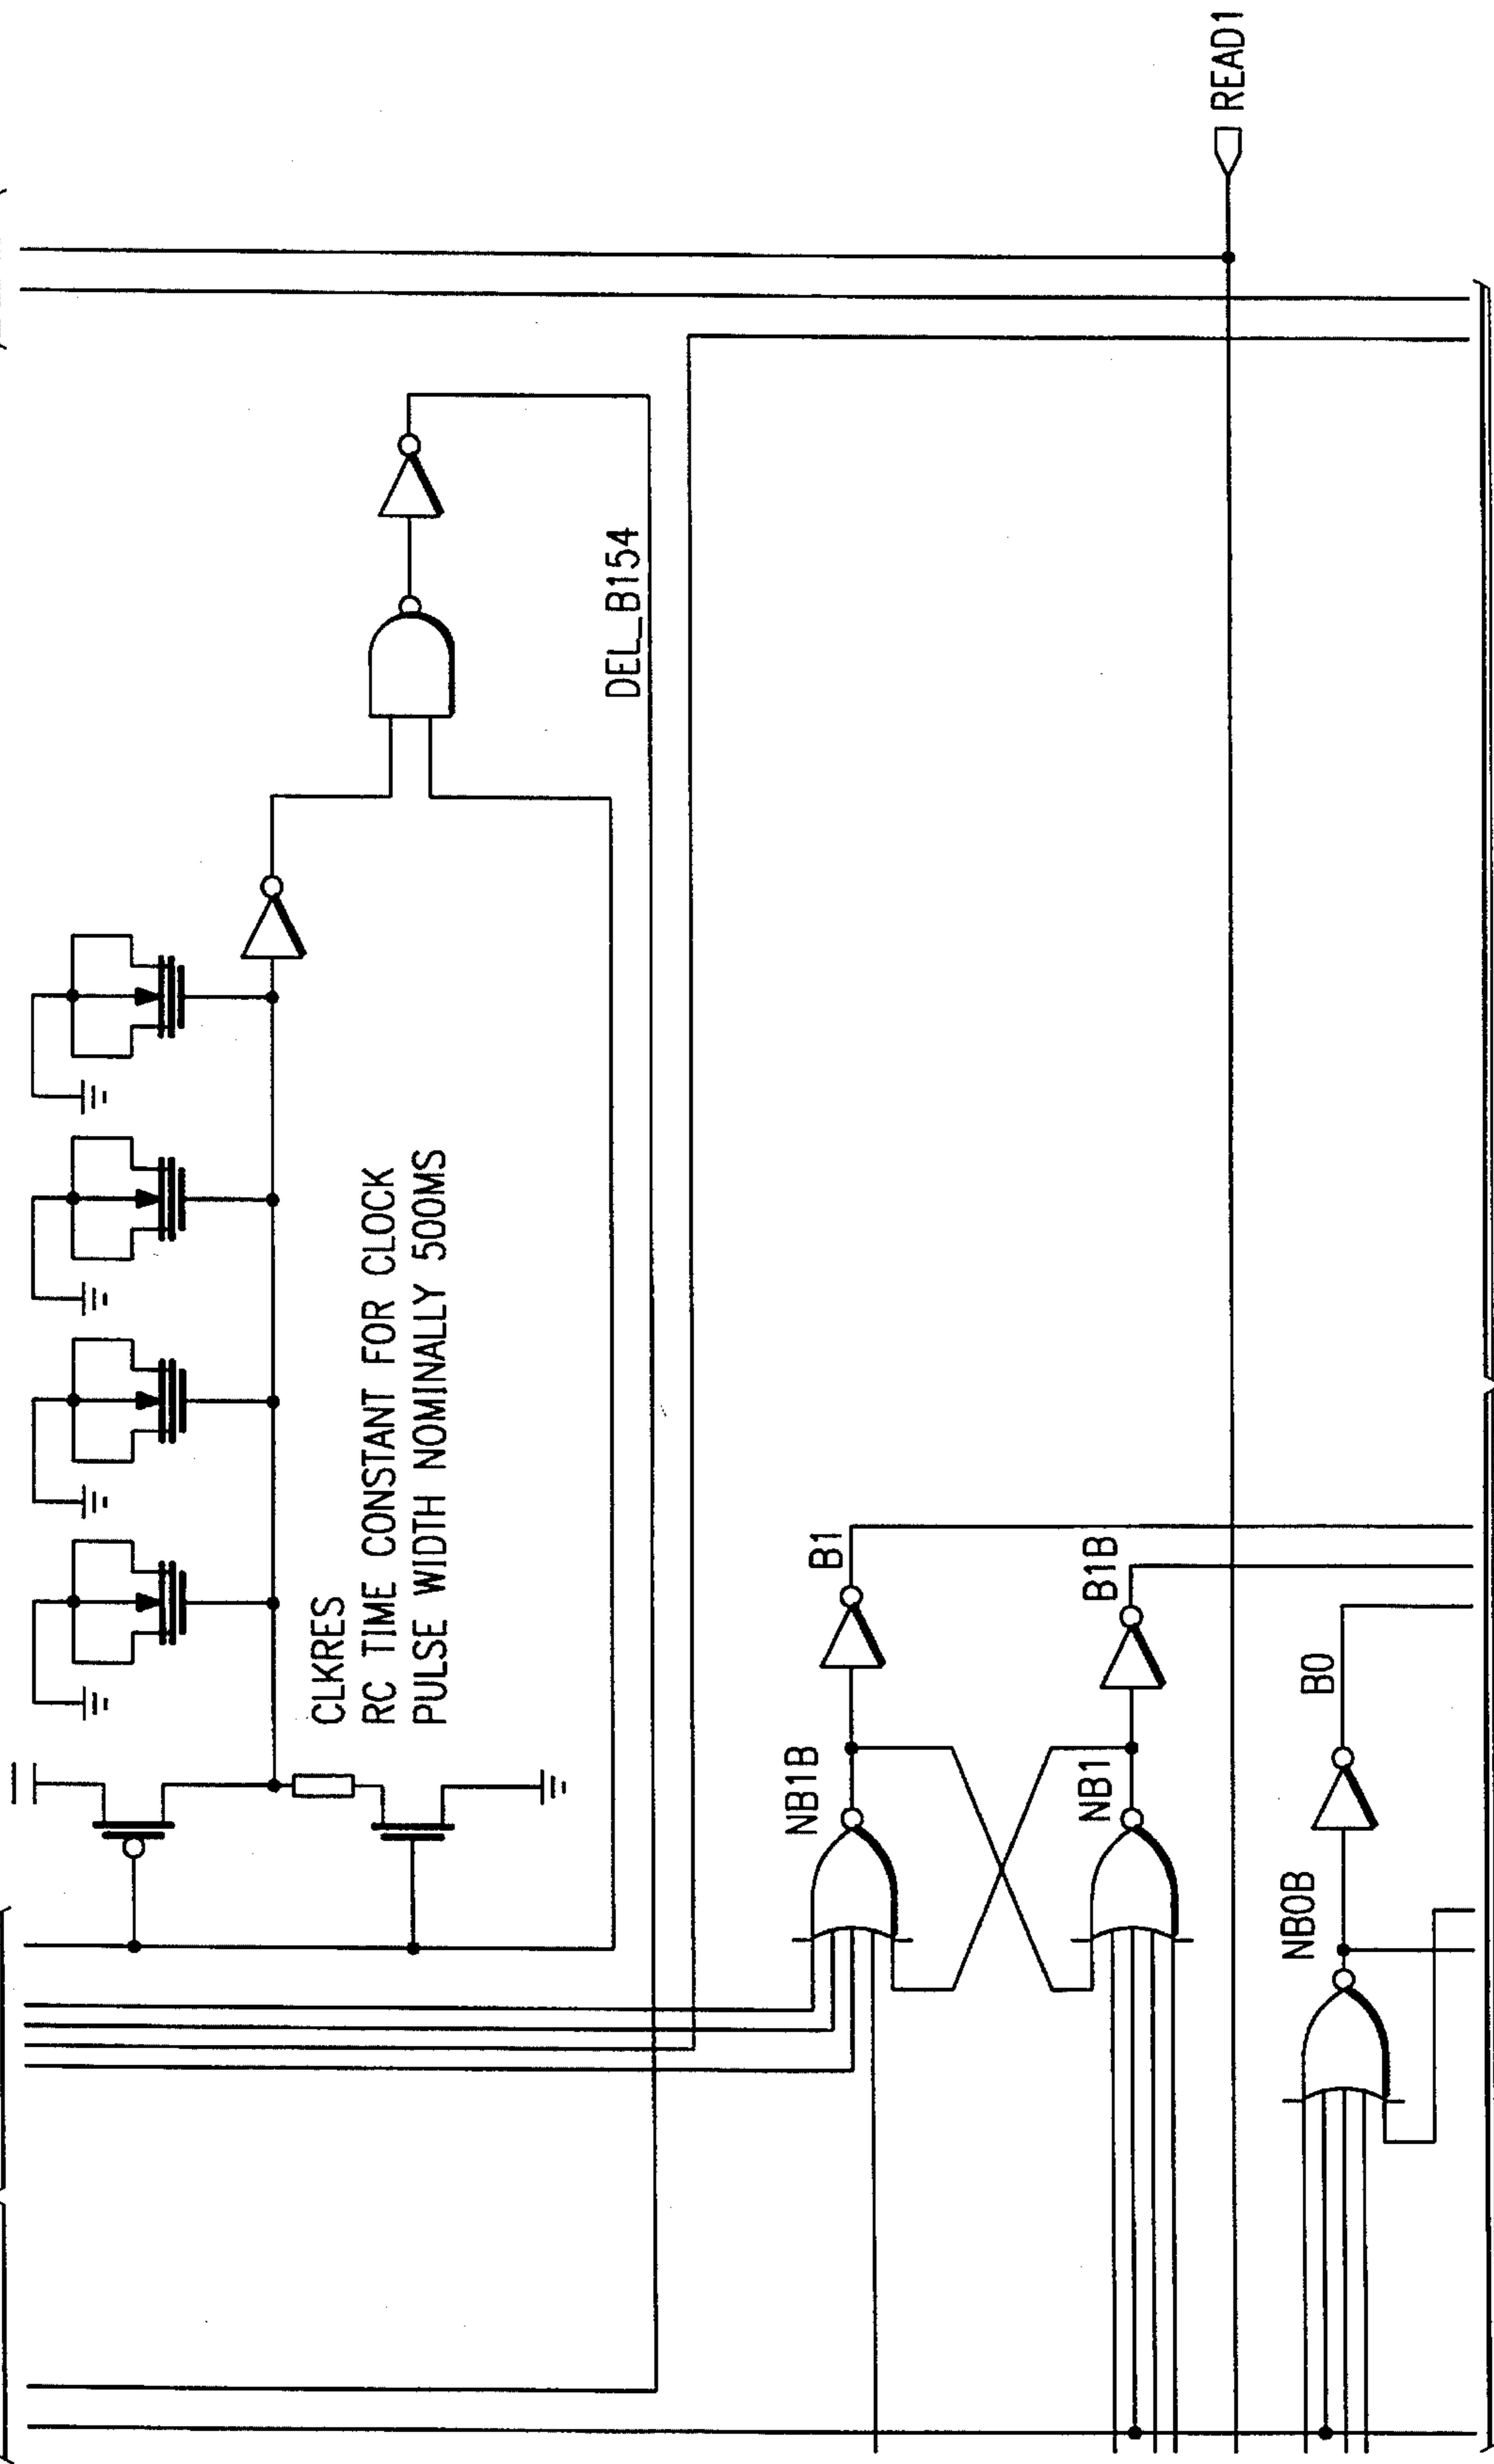 CLKRES
RC TIME CONSTANT FOR CLOCK
PULSE WIDTH NOMINALLY 500MS
DEL_B154
NB1B
B1
NB1
B1B
READ1
NB0B
B0